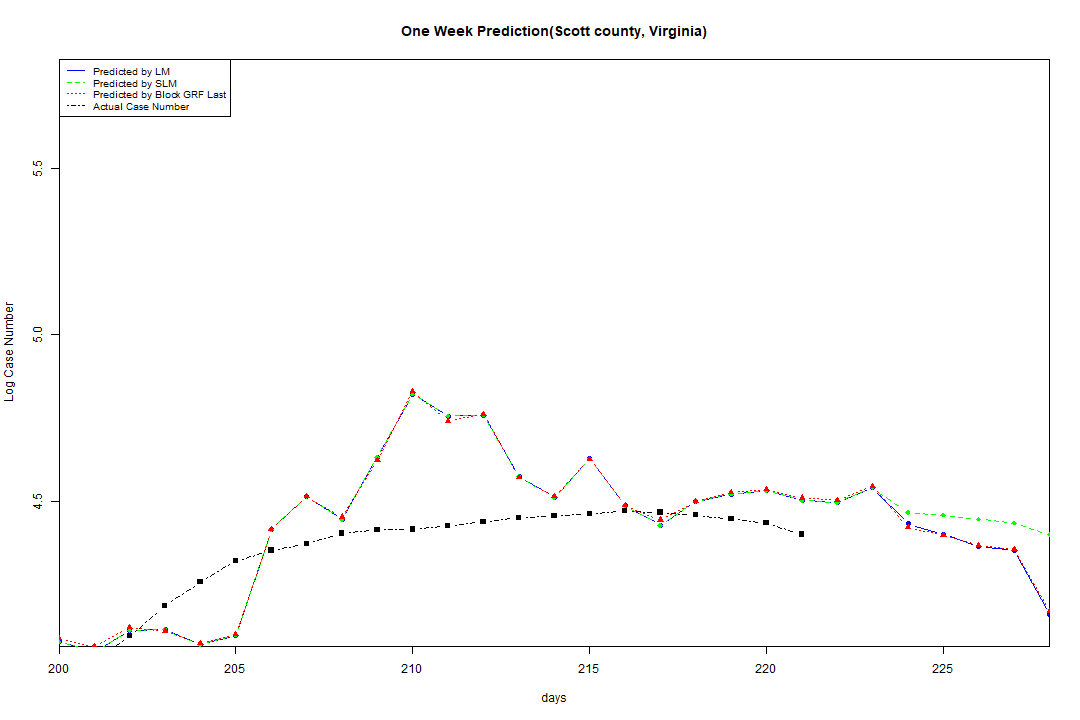 One Week Prediction(Scott county, Virginia)
Predicted by LM
Predicted by SLM
Predicted by Block GRF Last
Actual Case Number
5.5
5.0
4.5
Log Case Number
200 205 210 215 220 225
days